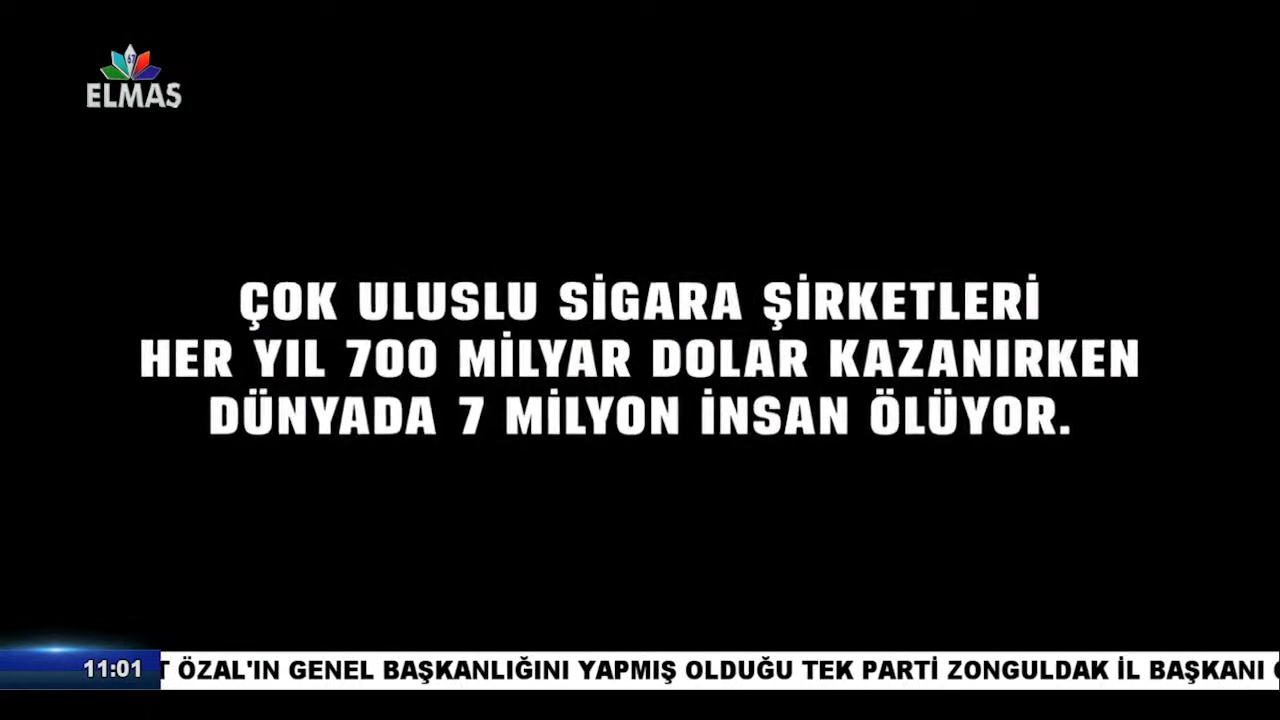 67
ELMAS
ÇOK ULUSLU SİGARA ŞİRKETLERİ
HER YIL 700 MİLYAR DOLAR KAZANIRKEN
DÜNYADA 7 MİLYON İNSAN ÖLÜYOR.
11:01
ÖZAL'IN GENEL BAŞKANLIĞINI YAPMIŞ OLDUĞU TEK PARTİ ZONGULDAK İL BAŞKANI